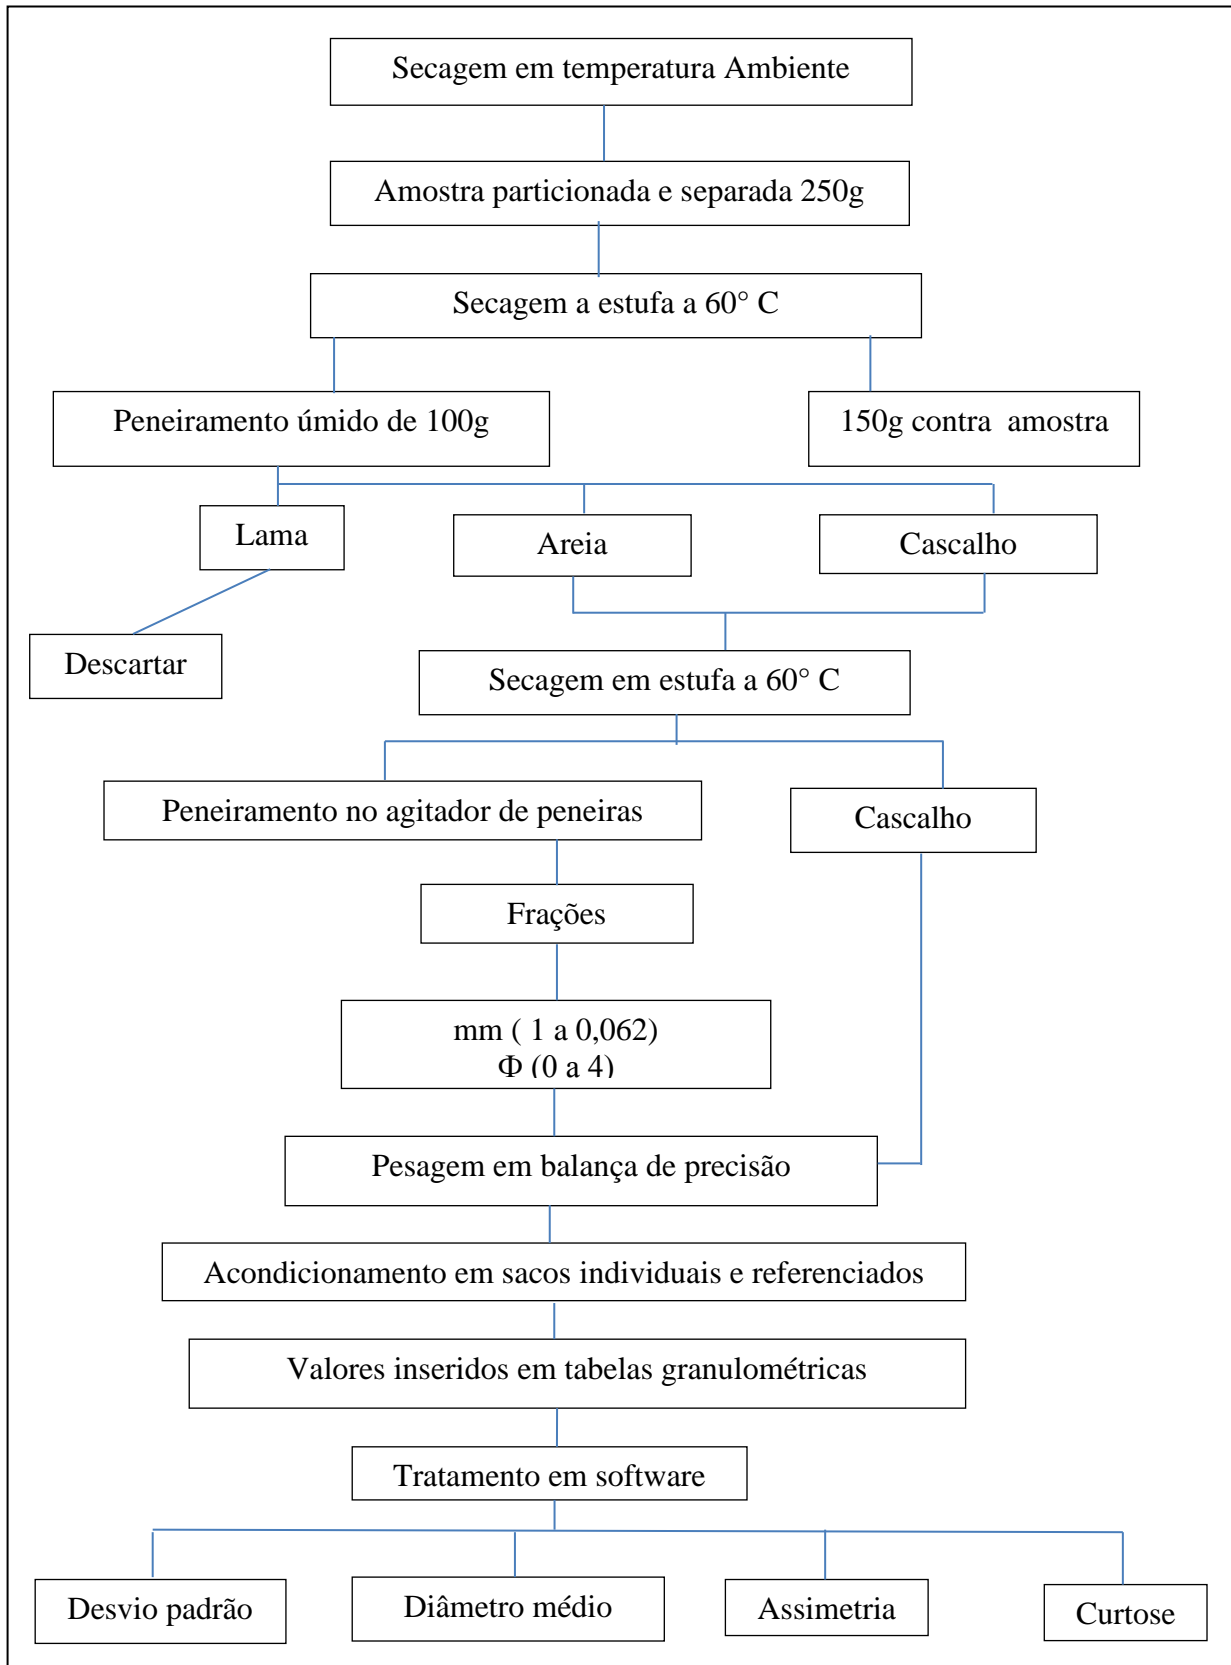 Secagem em temperatura Ambiente
Amostra particionada e separada 250g
Secagem a estufa a 60° C
Peneiramento úmido de 100g
150g contra  amostra
Lama
Areia
Cascalho
Descartar
Secagem em estufa a 60° C
Peneiramento no agitador de peneiras
Cascalho
Frações
mm ( 1 a 0,062)
Φ (0 a 4)
Pesagem em balança de precisão
Acondicionamento em sacos individuais e referenciados
Valores inseridos em tabelas granulométricas
Tratamento em software
Desvio padrão
Diâmetro médio
Assimetria
Curtose